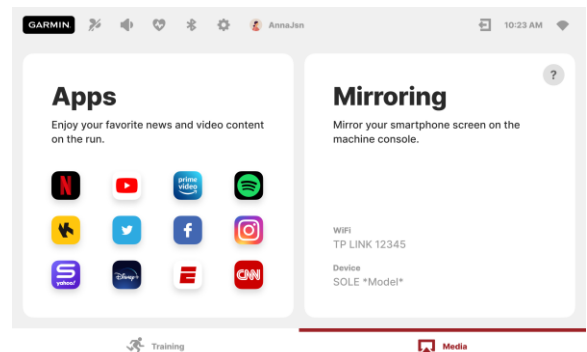 GARMIN
AnnaJsn
10:23 AM
Apps
Enjoy your favorite news and video content
on the run.
N
prime
video
f
yahoo!
Disney+
E
CNN
Mirroring
?
Mirror your smartphone screen on the
machine console.
WiFi
TP LINK 12345
Device
SOLE *Model*
Training
Media